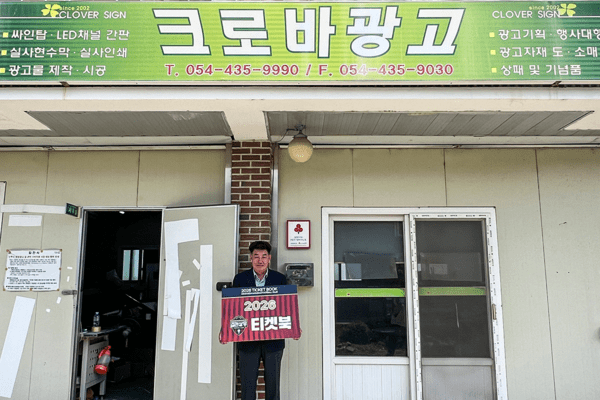 since 2002
CLOVER SIGN
싸인탑 · LED채널 간판
실사현수막 · 실사인쇄
광고물 제작 · 시공
크로바광고
T. 054-435-9990 / F. 054-435-9030
since 2002
CLOVER SIGN
광고기획 · 행사대행
광고자재 도 · 소매
상패 및 기념품
2026 TICKET BOOK
2026
티켓북